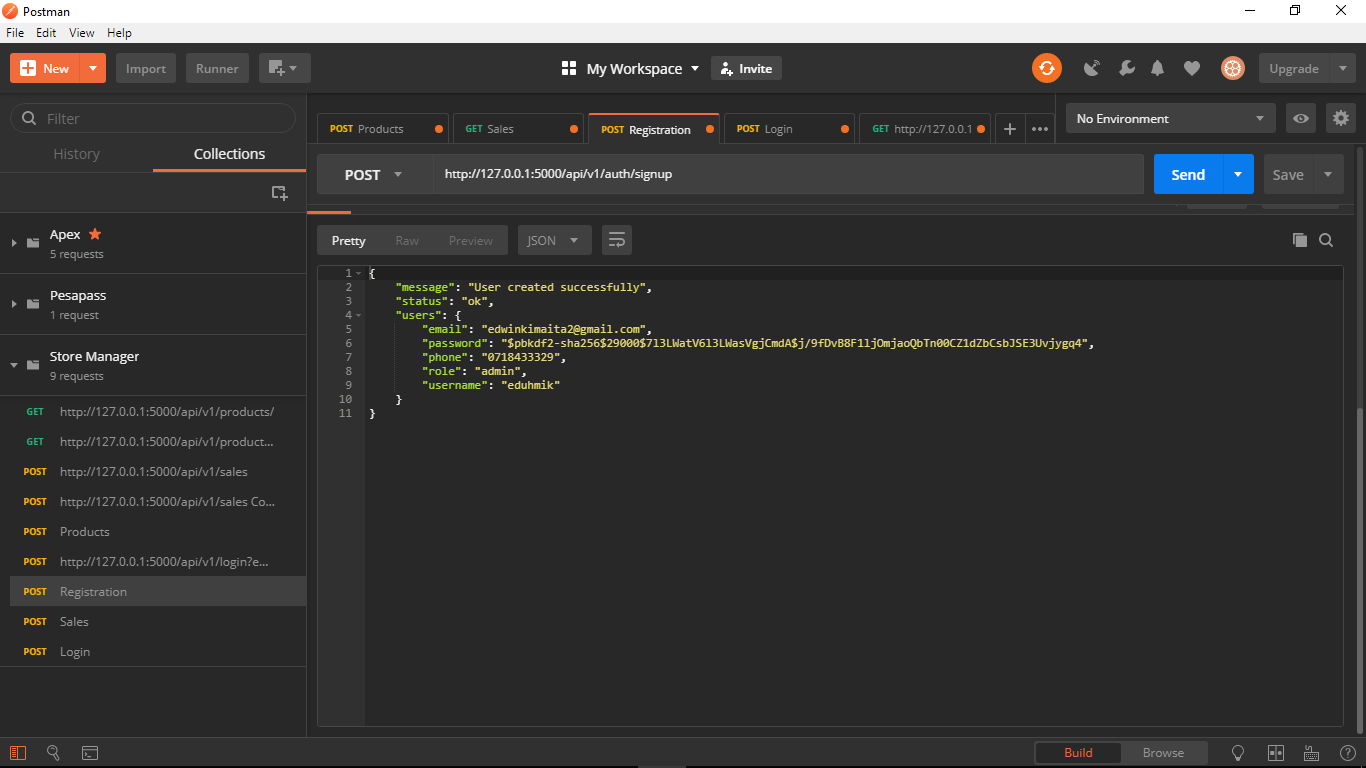 Postman
File Edit View Help
New Import Runner My Workspace Invite Upgrade
Filter
History Collections
Apex
5 requests
Pesapass
1 request
Store Manager
9 requests
GET http://127.0.0.1:5000/api/v1/products/
GET http://127.0.0.1:5000/api/v1/product...
POST http://127.0.0.1:5000/api/v1/sales
POST http://127.0.0.1:5000/api/v1/sales Co...
POST Products
POST http://127.0.0.1:5000/api/v1/login?e...
POST Registration
POST Sales
POST Login
POST Products GET Sales POST Registration POST Login GET http://127.0.0.1 No Environment
POST http://127.0.0.1:5000/api/v1/auth/signup Send Save
Pretty Raw Preview JSON
1 {
2 "message": "User created successfully",
3 "status": "ok",
4 "users": {
5 "email": "edwinkimaita2@gmail.com",
6 "password": "$pbkdf2-sha256$29000$7l3LWatV6l3LWasVgjCmdA$j/9fDvB8F1ljOmjaoQbTn00CZ1dZbCsbJSE3Uvjygq4",
7 "phone": "0718433329",
8 "role": "admin",
9 "username": "eduhmik"
10 }
11 }
Build Browse